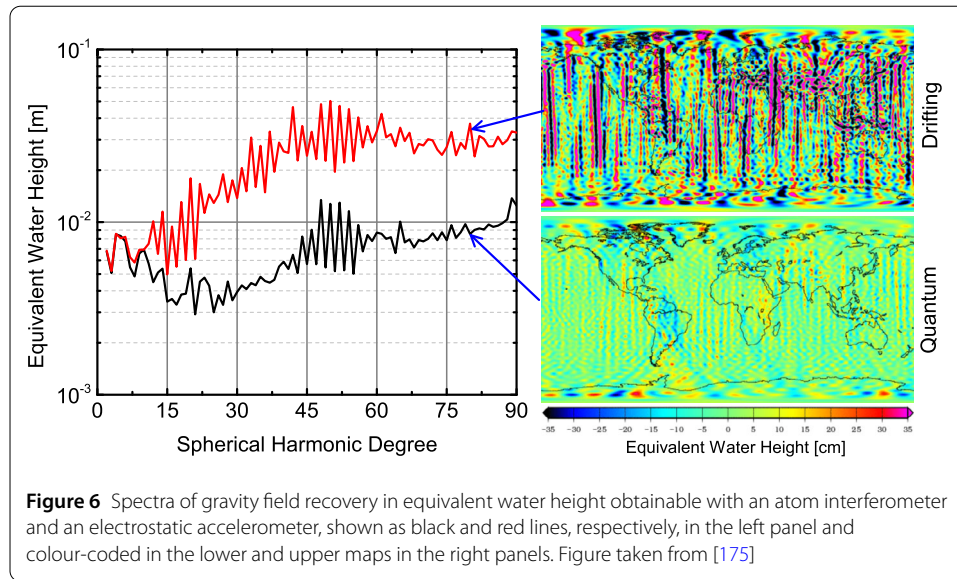 10⁻¹
10⁻²
10⁻³
Equivalent Water Height [m]
0 15 30 45 60 75 90
Spherical Harmonic Degree
Drifting
Quantum
-35 -30 -25 -20 -15 -10 -5 0 5 10 15 20 25 30 35
Equivalent Water Height [cm]
Figure 6 Spectra of gravity field recovery in equivalent water height obtainable with an atom interferometer
and an electrostatic accelerometer, shown as black and red lines, respectively, in the left panel and
colour-coded in the lower and upper maps in the right panels. Figure taken from [175]